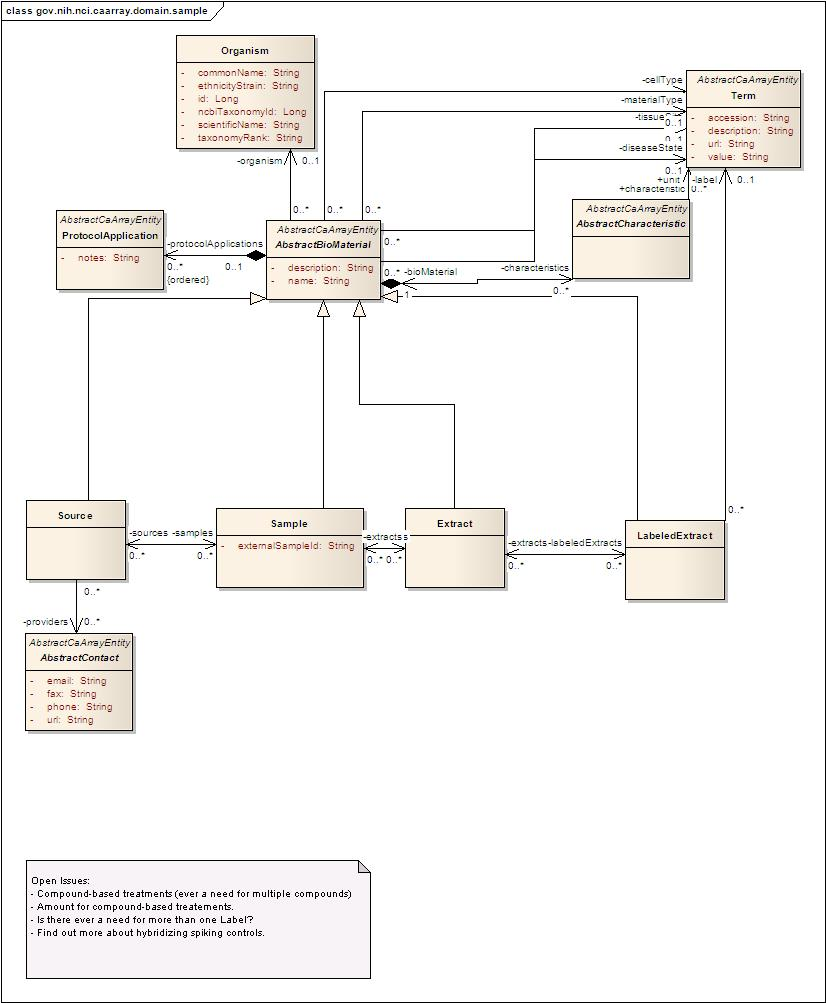 class gov.nih.nci.caarray.domain.sample
Organism
- commonName: String
- ethnicityStrain: String
- id: Long
- ncbiTaxonomyId: Long
- scientificName: String
- taxonomyRank: String
-organism
0..1
-cellType
-materialType
-tissue
0..1
0..1
-diseaseState
0..1
AbstractCaArrayEntity
Term
- accession: String
- description: String
- url: String
- value: String
+unit
-label
0..1
+characteristic
0..*
0..*
0..*
0..*
AbstractCaArrayEntity
ProtocolApplication
- notes: String
-protocolApplications
0..*
0..1
{ordered}
AbstractCaArrayEntity
AbstractBioMaterial
- description: String
- name: String
0..*
0..*
-bioMaterial
-characteristics
1
0..*
AbstractCaArrayEntity
AbstractCharacteristic
Source
-sources
-samples
0..*
0..*
Sample
- externalSampleId: String
-extracts
0..*
0..*
Extract
-extracts
-labeledExtracts
0..*
0..*
LabeledExtract
0..*
0..*
-providers
0..*
AbstractCaArrayEntity
AbstractContact
- email: String
- fax: String
- phone: String
- url: String
Open Issues:
- Compound-based treatments (ever a need for multiple compounds)
- Amount for compound-based treatements.
- Is there ever a need for more than one Label?
- Find out more about hybridizing spiking controls.